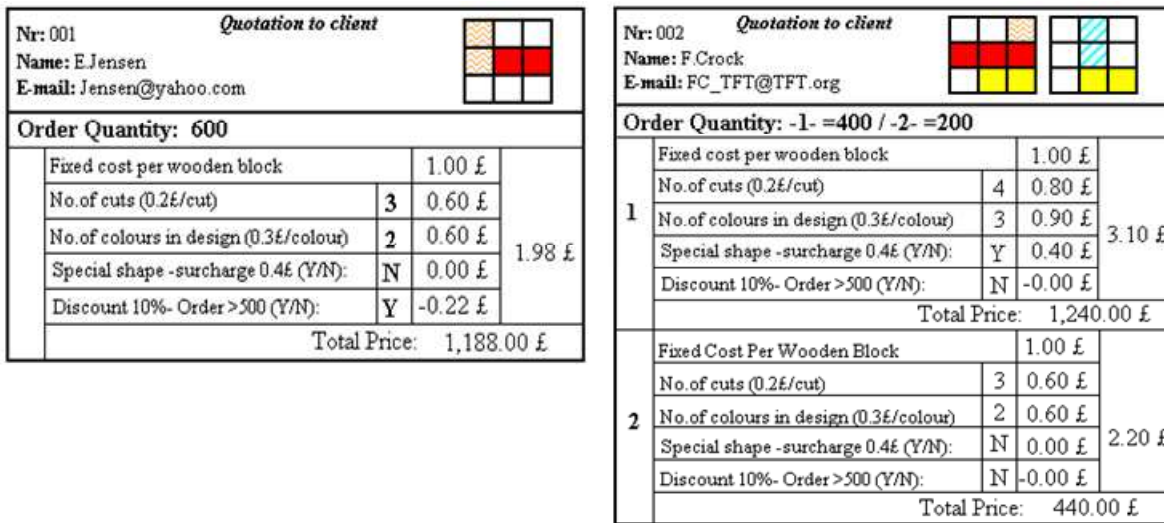 Quotation to client
Nr: 001
Name: E.Jensen
E-mail: Jensen@yahoo.com
Order Quantity: 600
Fixed cost per wooden block 1.00 £
No.of cuts (0.2£/cut) 3 0.60 £
No.of colours in design (0.3£/colour) 2 0.60 £
1.98 £
Special shape -surcharge 0.4£ (Y/N): N 0.00 £
Discount 10%- Order >500 (Y/N): Y -0.22 £
Total Price: 1,188.00 £
Quotation to client
Nr: 002
Name: F.Crock
E-mail: FC_TFT@TFT.org
Order Quantity: -1- =400 / -2- =200
1
Fixed cost per wooden block 1.00 £
No.of cuts (0.2£/cut) 4 0.80 £
No.of colours in design (0.3£/colour) 3 0.90 £
3.10 £
Special shape -surcharge 0.4£ (Y/N): Y 0.40 £
Discount 10%- Order >500 (Y/N): N -0.00 £
Total Price: 1,240.00 £
2
Fixed Cost Per Wooden Block 1.00 £
No.of cuts (0.2£/cut) 3 0.60 £
No.of colours in design (0.3£/colour) 2 0.60 £
2.20 £
Special shape -surcharge 0.4£ (Y/N): N 0.00 £
Discount 10%- Order >500 (Y/N): N -0.00 £
Total Price: 440.00 £